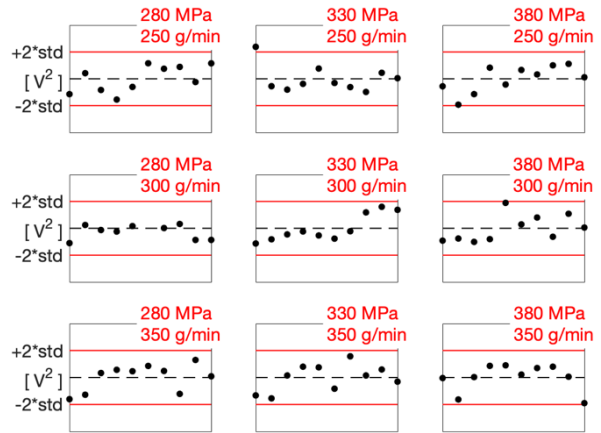 280 MPa
250 g/min
330 MPa
250 g/min
380 MPa
250 g/min
+2*std
[ V² ]
-2*std
280 MPa
300 g/min
330 MPa
300 g/min
380 MPa
300 g/min
+2*std
[ V² ]
-2*std
280 MPa
350 g/min
330 MPa
350 g/min
380 MPa
350 g/min
+2*std
[ V² ]
-2*std